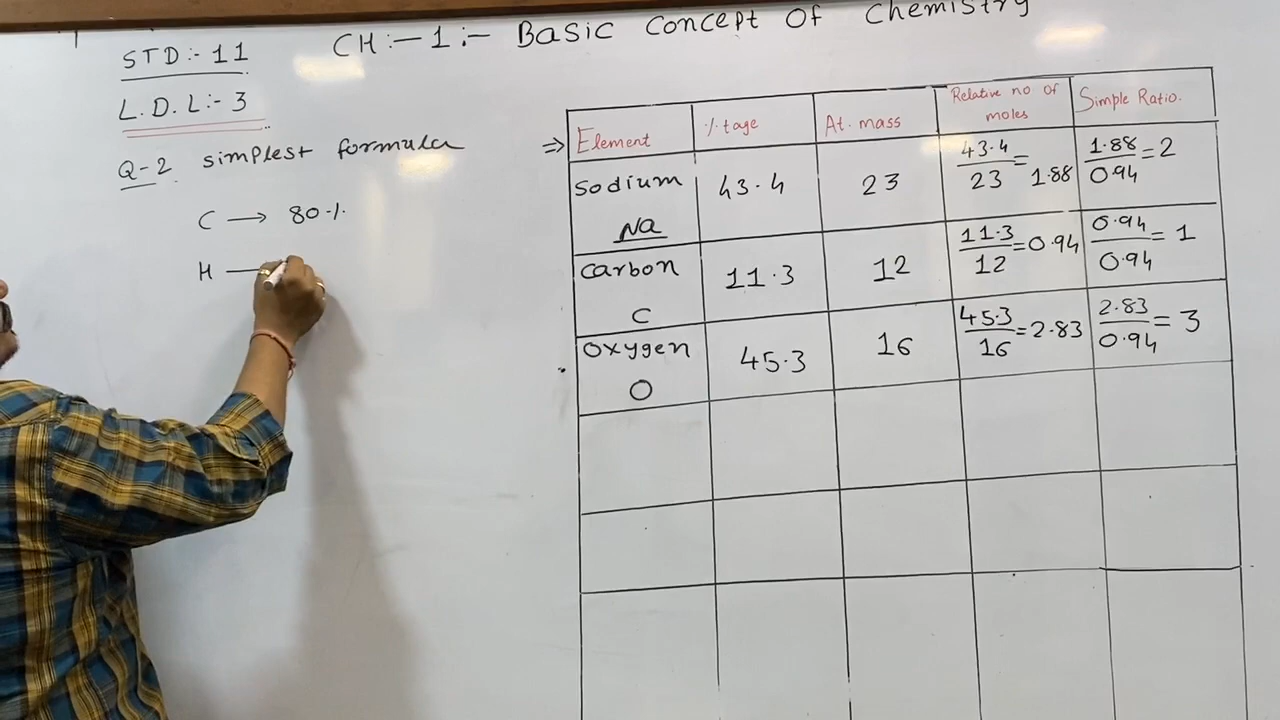 CH:-1:- Basic Concept Of Chemistry
STD:- 11
L.D.L:- 3
Q-2 simplest formula
C → 80%
H —
⇒ Element %tage At. mass Relative no of moles Simple Ratio.
Sodium Na 43.4 23 43.4/23 = 1.88 1.88/0.94 = 2
Carbon C 11.3 12 11.3/12 = 0.94 0.94/0.94 = 1
Oxygen O 45.3 16 45.3/16 = 2.83 2.83/0.94 = 3